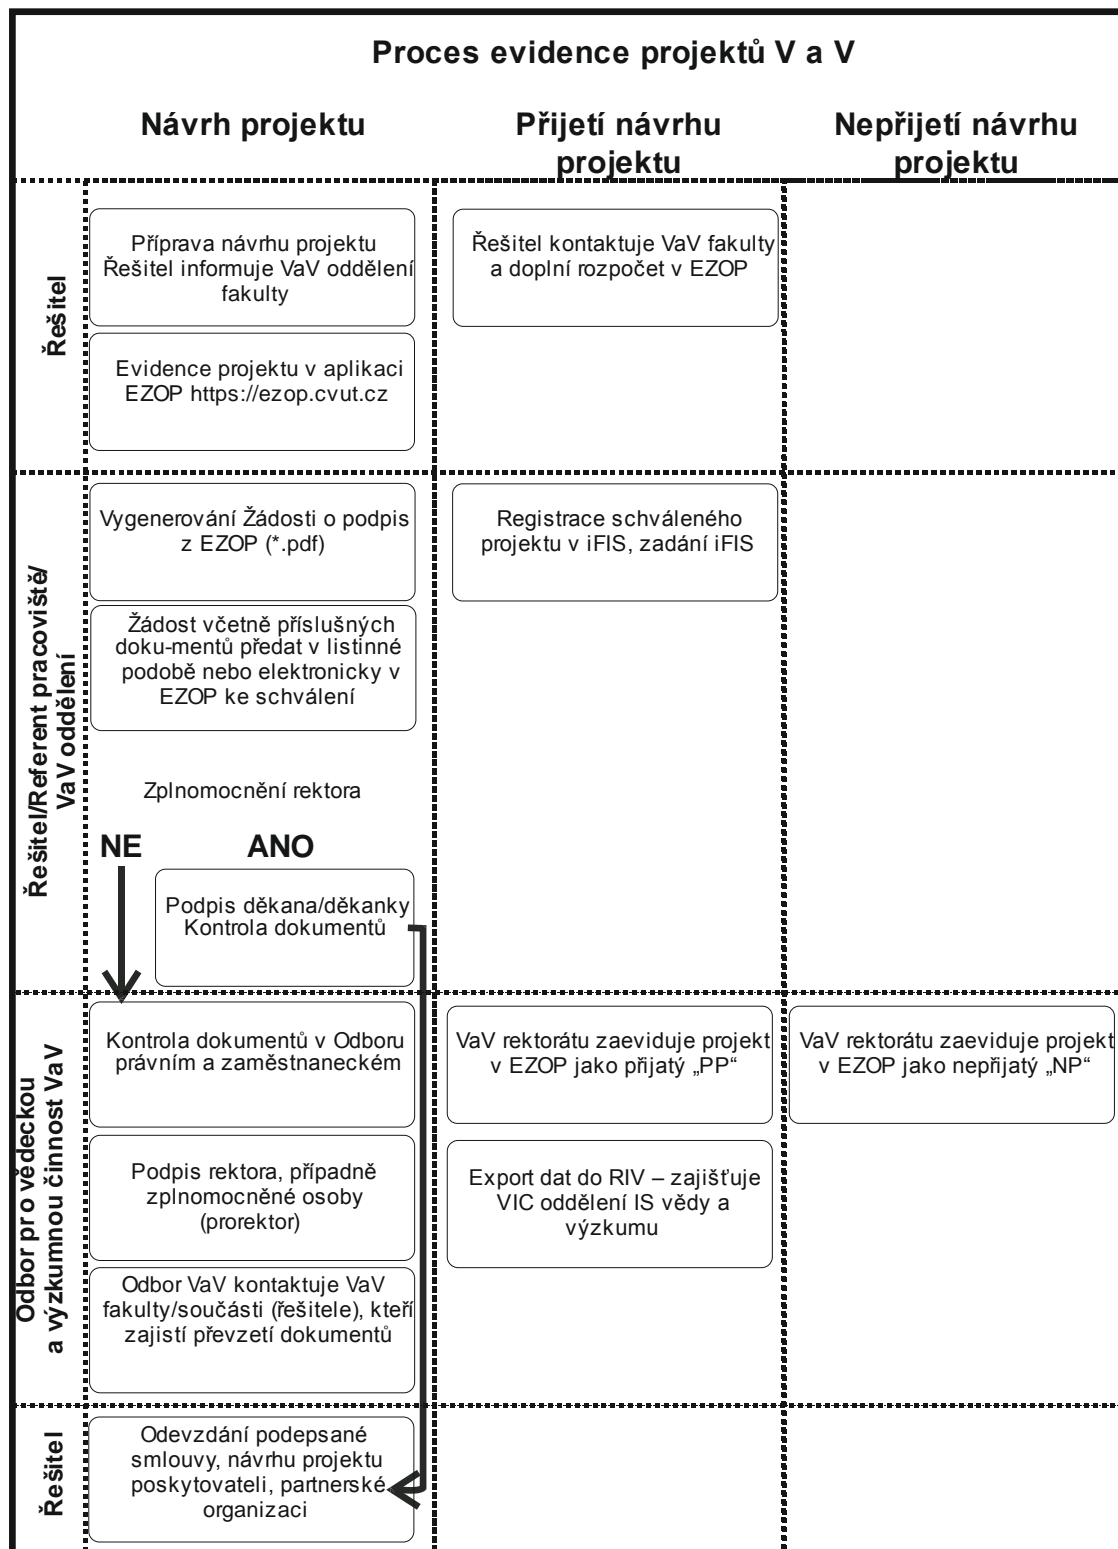 Proces evidence projektů V a V
Návrh projektu
Přijetí návrhu
projektu
Nepřijetí návrhu
projektu
Řešitel
Příprava návrhu projektu
Řešitel informuje VaV oddělení
fakulty
Řešitel kontaktuje VaV fakulty
a doplní rozpočet v EZOP
Evidence projektu v aplikaci
EZOP https://ezop.cvut.cz
Řešitel/Referent pracoviště/
VaV oddělení
Vygenerování Žádosti o podpis
z EZOP (*.pdf)
Registrace schváleného
projektu v iFIS, zadání iFIS
Žádost včetně příslušných
doku-mentů předat v listinné
podobě nebo elektronicky v
EZOP ke schválení
Zplnomocnění rektora
NE
ANO
Podpis děkana/děkanky
Kontrola dokumentů
Odbor pro vědeckou
a výzkumnou činnost VaV
Kontrola dokumentů v Odboru
právním a zaměstnaneckém
VaV rektorátu zaeviduje projekt
v EZOP jako přijatý „PP“
VaV rektorátu zaeviduje projekt
v EZOP jako nepřijatý „NP“
Podpis rektora, případně
zplnomocněné osoby
(prorektor)
Export dat do RIV – zajišťuje
VIC oddělení IS vědy a
výzkumu
Odbor VaV kontaktuje VaV
fakulty/součásti (řešitele), kteří
zajistí převzetí dokumentů
Řešitel
Odevzdání podepsané
smlouvy, návrhu projektu
poskytovateli, partnerské
organizaci